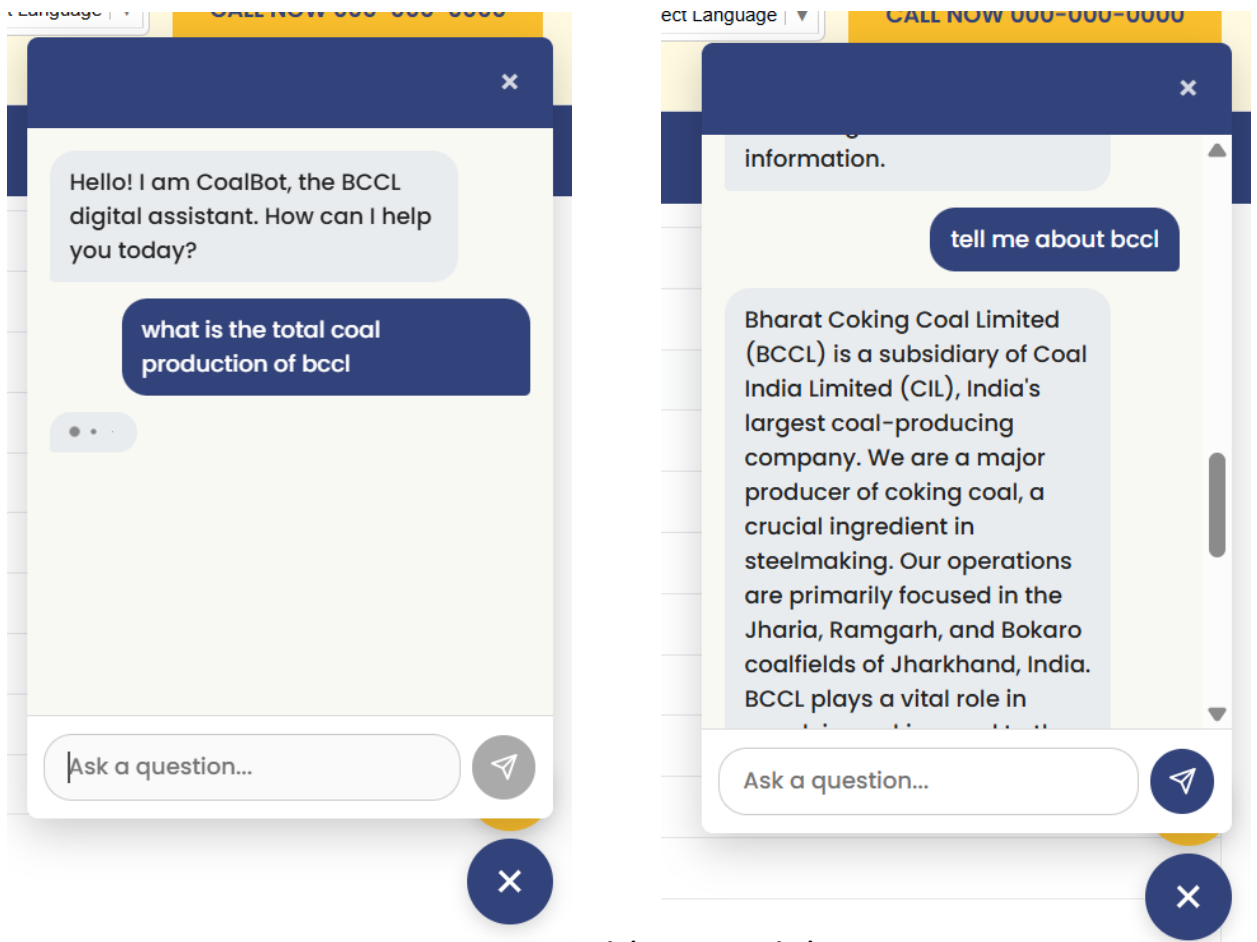 Language ▼
CALL NOW 000-000-0000
×
Hello! I am CoalBot, the BCCL
digital assistant. How can I help
you today?
what is the total coal
production of bccl
Ask a question...
×
ect Language ▼
CALL NOW 000-000-0000
×
information.
tell me about bccl
Bharat Coking Coal Limited
(BCCL) is a subsidiary of Coal
India Limited (CIL), India's
largest coal-producing
company. We are a major
producer of coking coal, a
crucial ingredient in
steelmaking. Our operations
are primarily focused in the
Jharia, Ramgarh, and Bokaro
coalfields of Jharkhand, India.
BCCL plays a vital role in
Ask a question...
×